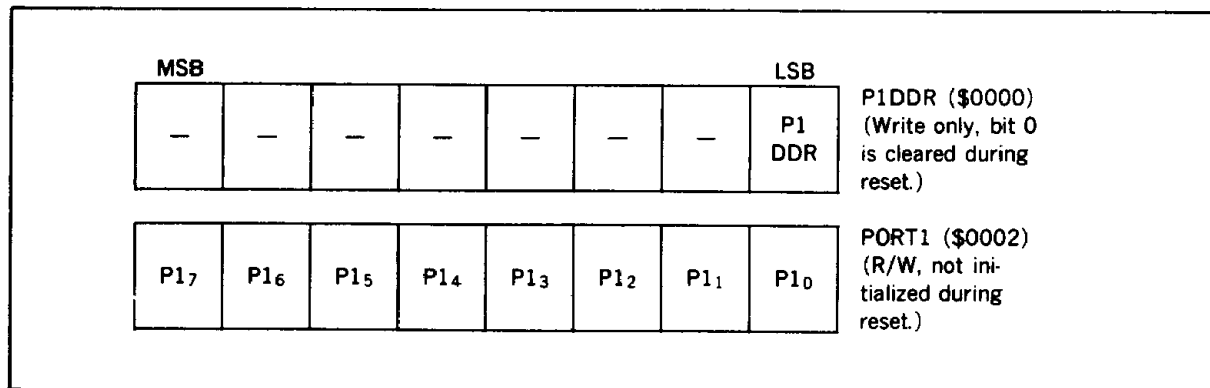 MSB LSB
— — — — — — — P1 DDR
P1DDR ($0000)
(Write only, bit 0
is cleared during
reset.)
P1₇ P1₆ P1₅ P1₄ P1₃ P1₂ P1₁ P1₀
PORT1 ($0002)
(R/W, not ini-
tialized during
reset.)